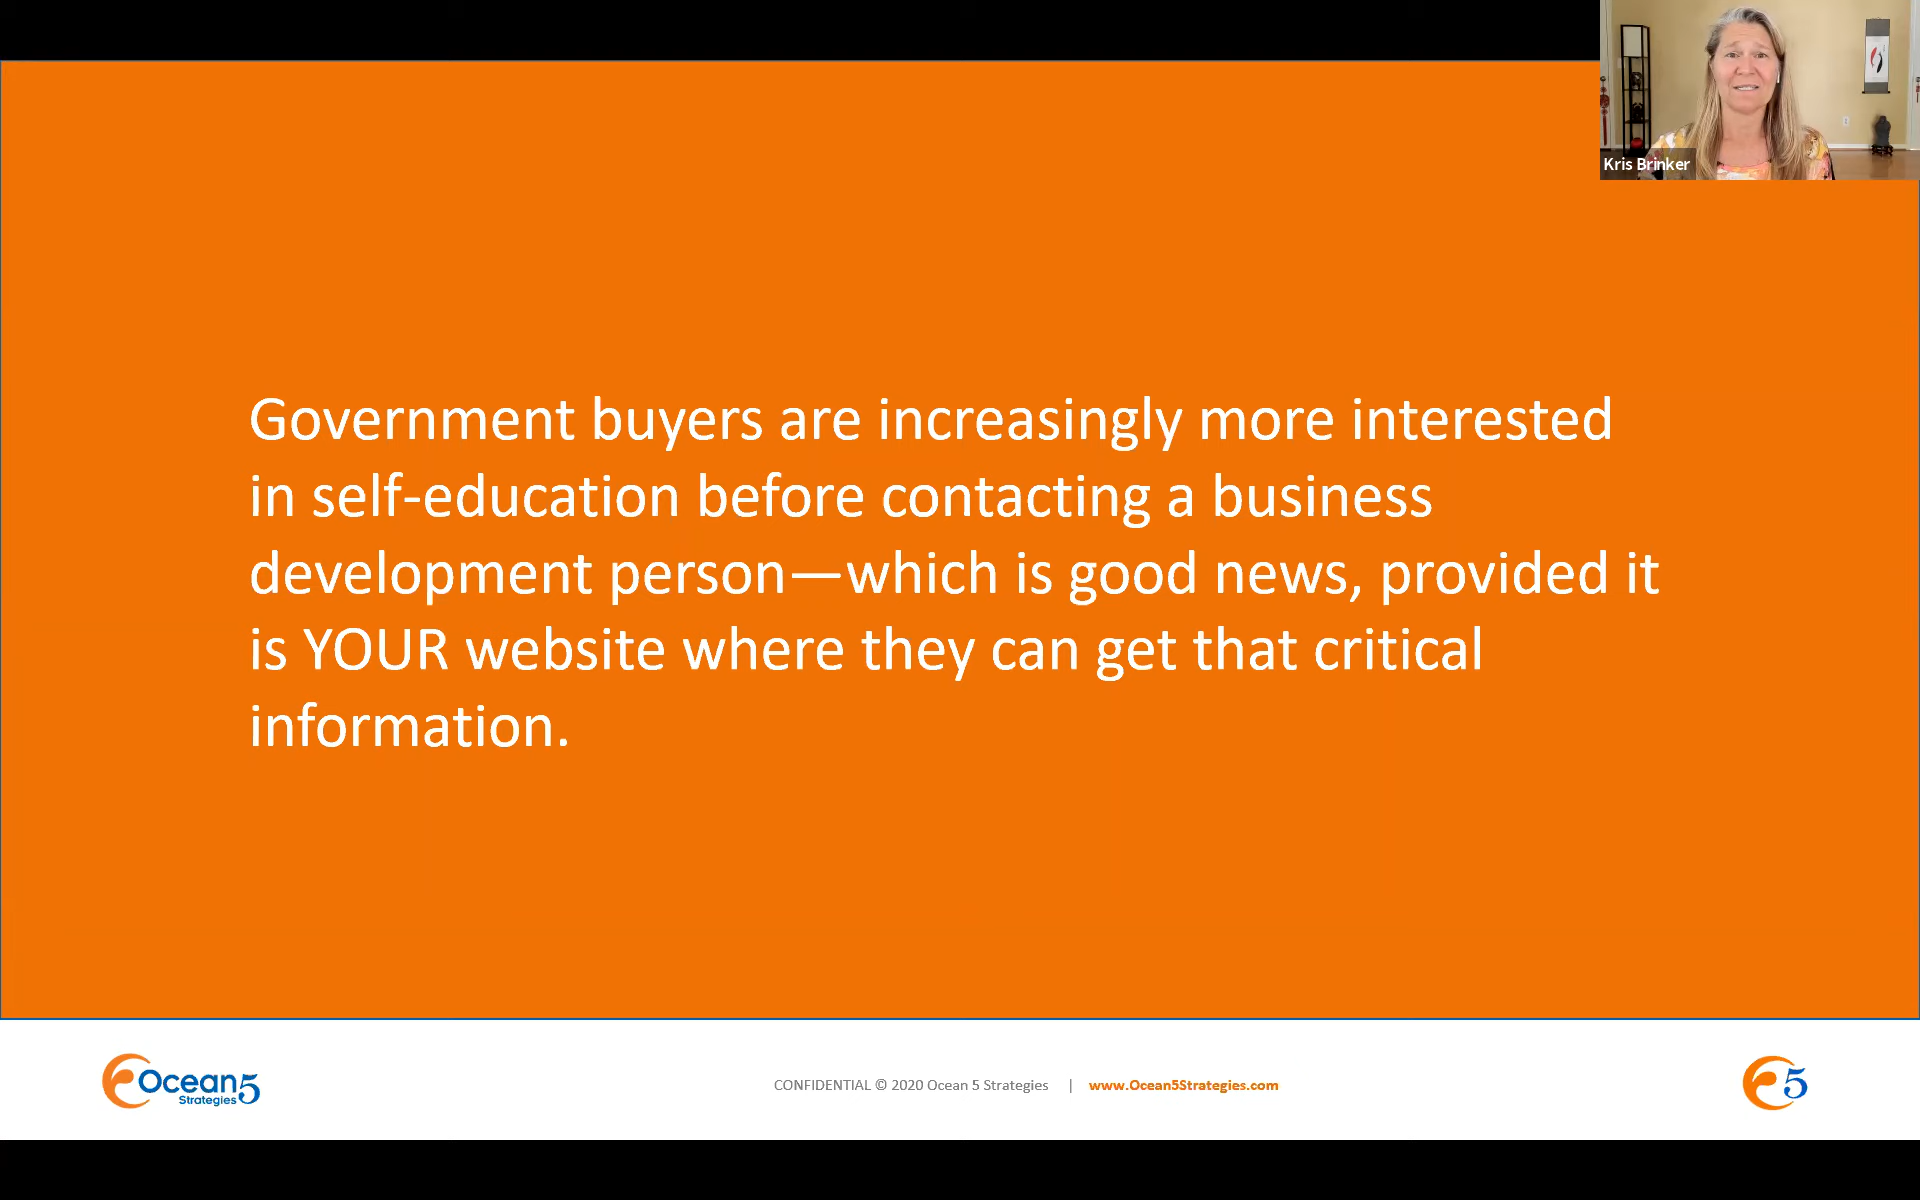 Kris Brinker
Government buyers are increasingly more interested
in self-education before contacting a business
development person—which is good news, provided it
is YOUR website where they can get that critical
information.
Ocean5
Strategies
CONFIDENTIAL © 2020 Ocean 5 Strategies | www.Ocean5Strategies.com
5